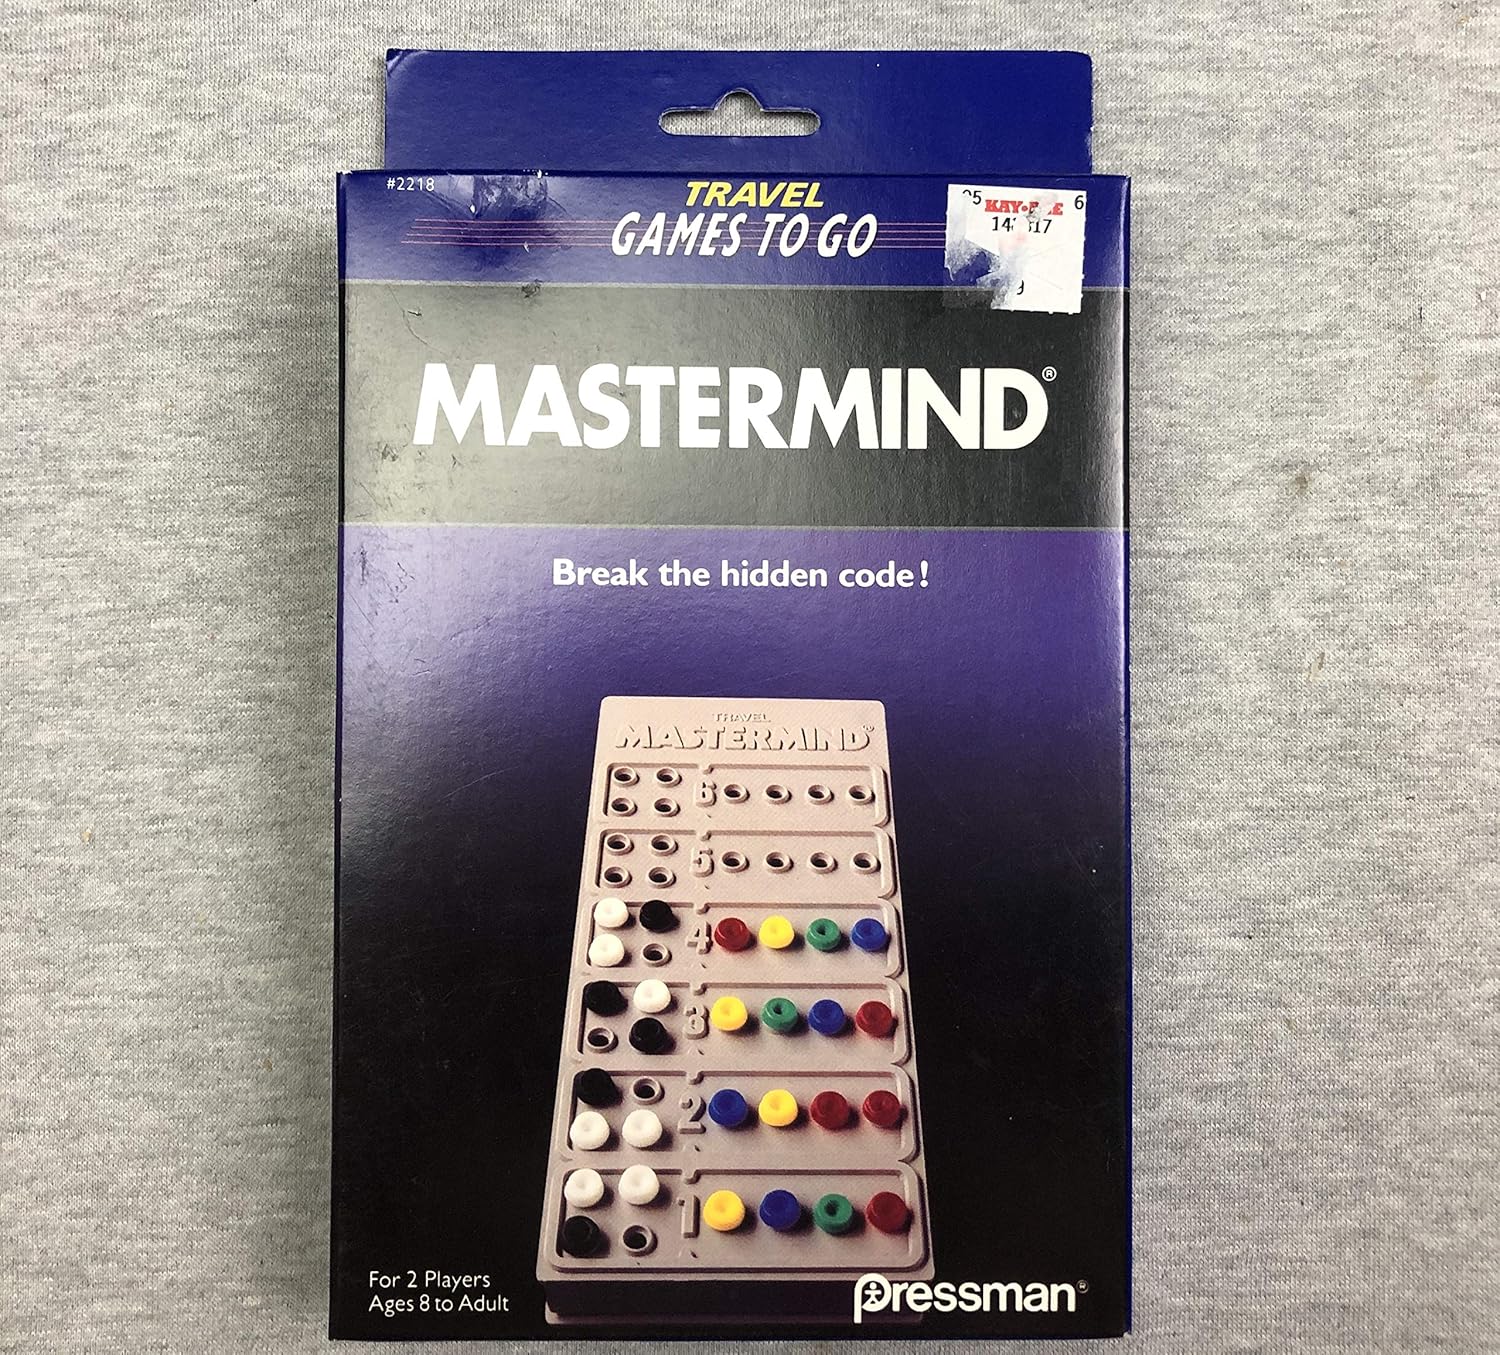 #2218
TRAVEL
GAMES TO GO
MASTERMIND®
Break the hidden code!
TRAVEL
MASTERMIND®
6
5
4
3
2
1
For 2 Players
Ages 8 to Adult
pressman®